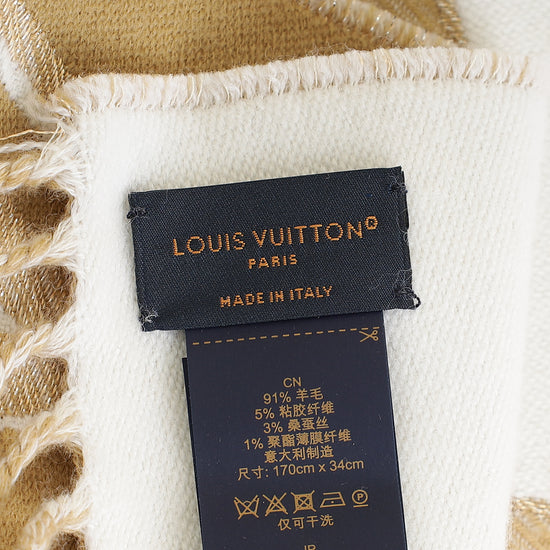 LOUIS VUITTON®
PARIS
MADE IN ITALY
CN
91% 羊毛
5% 粘胶纤维
3% 桑蚕丝
1% 聚酯薄膜纤维
意大利制造
尺寸: 170cm x 34cm
仅可干洗